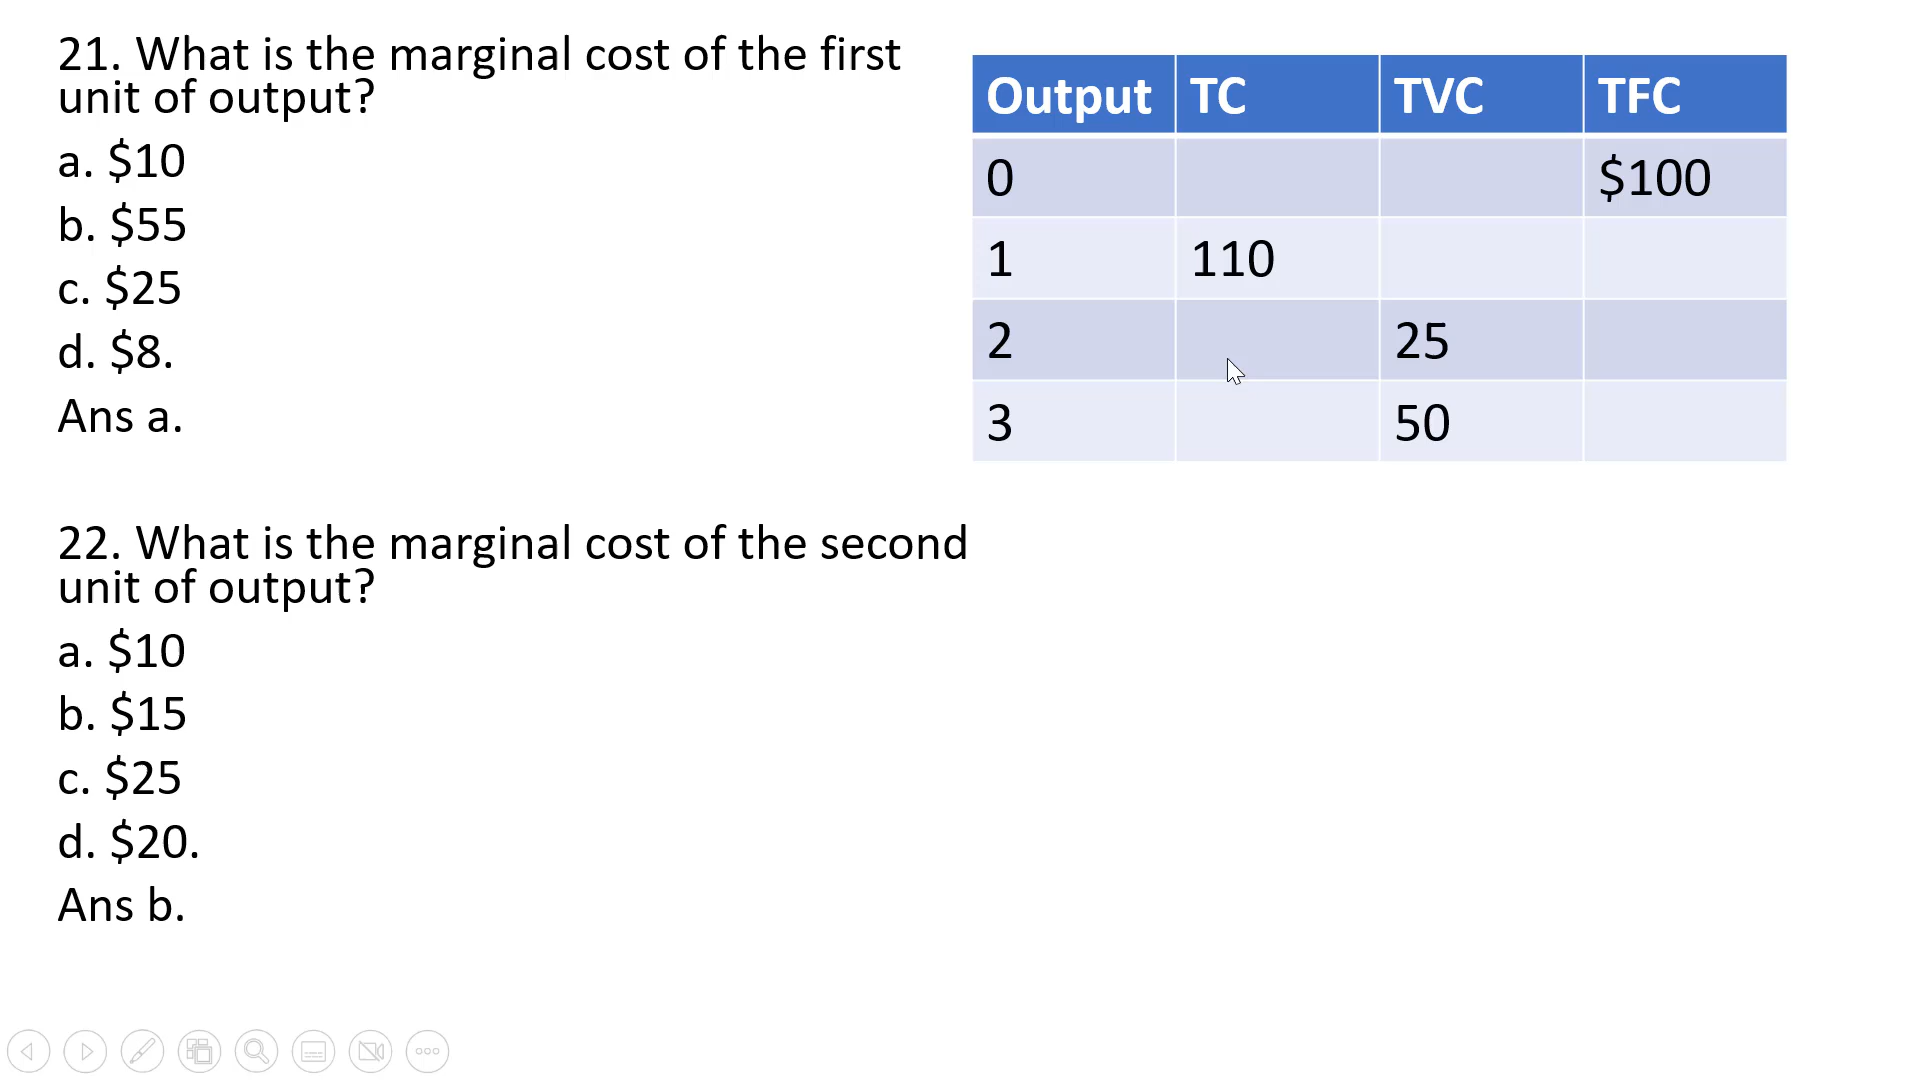 21. What is the marginal cost of the first
unit of output?
a. $10
b. $55
c. $25
d. $8.
Ans a.
22. What is the marginal cost of the second
unit of output?
a. $10
b. $15
c. $25
d. $20.
Ans b.
Output TC TVC TFC
0 $100
1 110
2 25
3 50